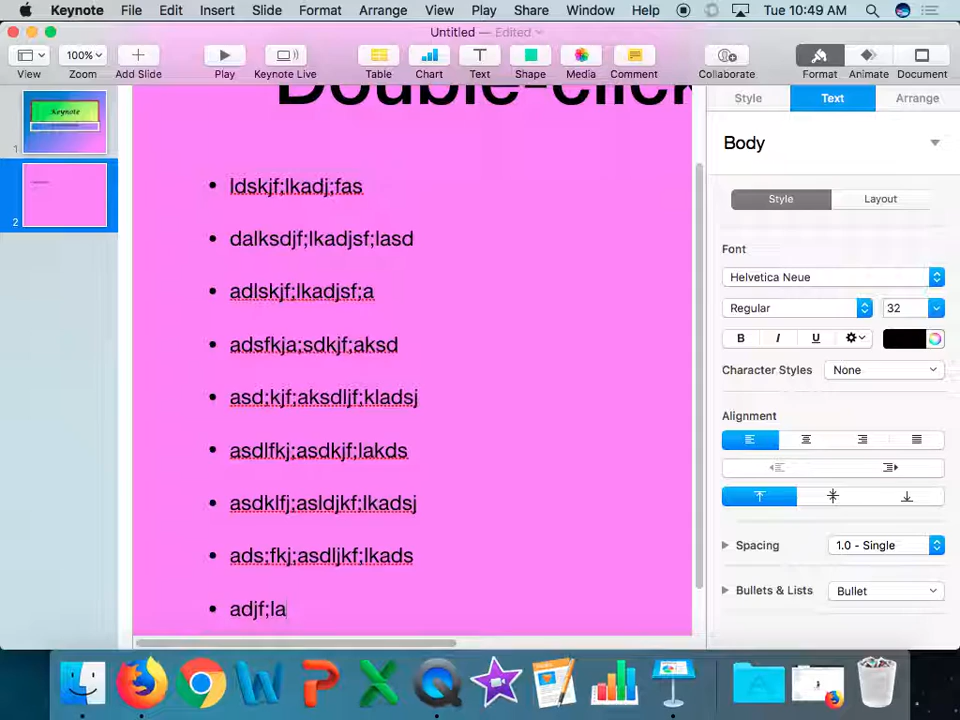 Keynote File Edit Insert Slide Format Arrange View Play Share Window Help Tue 10:49 AM
Untitled — Edited
View 100% Zoom Add Slide Play Keynote Live Table Chart Text Shape Media Comment Collaborate Format Animate Document
Style Text Arrange
Keynote
1
2
Double-click
• ldskjf;lkadj;fas
• dalksdjf;lkadjsf;lasd
• adlskjf;lkadjsf;a
• adsfkja;sdkjf;aksd
• asd;kjf;aksdljf;kladsj
• asdlfkj;asdkjf;lakds
• asdklfj;asldjkf;lkadsj
• ads;fkj;asdljkf;lkads
• adjf;la
Body
Style Layout
Font
Helvetica Neue
Regular 32
B I U
Character Styles None
Alignment
Spacing 1.0 - Single
Bullets & Lists Bullet